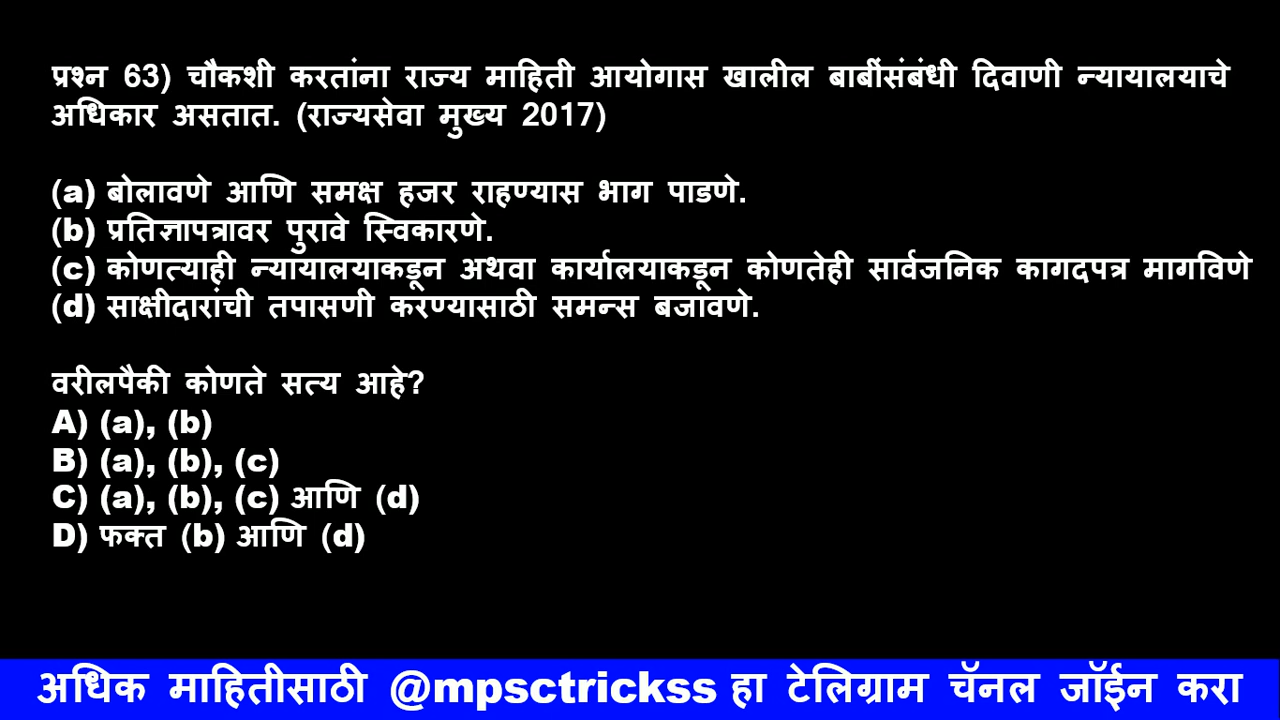 प्रश्न 63) चौकशी करतांना राज्य माहिती आयोगास खालील बाबींसंबंधी दिवाणी न्यायालयाचे
अधिकार असतात. (राज्यसेवा मुख्य 2017)
(a) बोलावणे आणि समक्ष हजर राहण्यास भाग पाडणे.
(b) प्रतिज्ञापत्रावर पुरावे स्विकारणे.
(c) कोणत्याही न्यायालयाकडून अथवा कार्यालयाकडून कोणतेही सार्वजनिक कागदपत्र मागविणे
(d) साक्षीदारांची तपासणी करण्यासाठी समन्स बजावणे.
वरीलपैकी कोणते सत्य आहे?
A) (a), (b)
B) (a), (b), (c)
C) (a), (b), (c) आणि (d)
D) फक्त (b) आणि (d)
अधिक माहितीसाठी @mpsctrickss हा टेलिग्राम चॅनल जॉईन करा